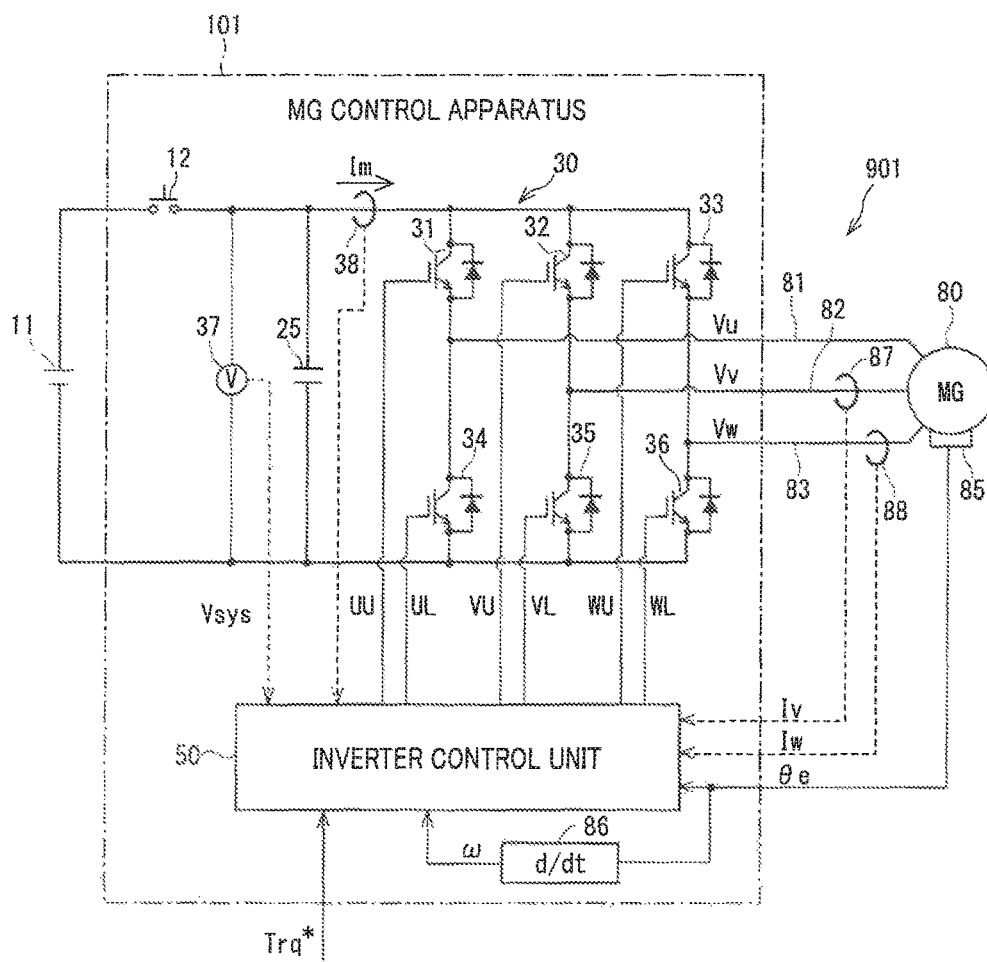 101
MG CONTROL APPARATUS
12
Im
30
901
31
32
33
38
11
37
V
25
81
82
80
Vu
87
Vv
MG
Vw
34
35
36
83
88
85
Vsys
UU
UL
VU
VL
WU
WL
Iv
50
INVERTER CONTROL UNIT
Iw
θe
86
ω
d/dt
Trq*